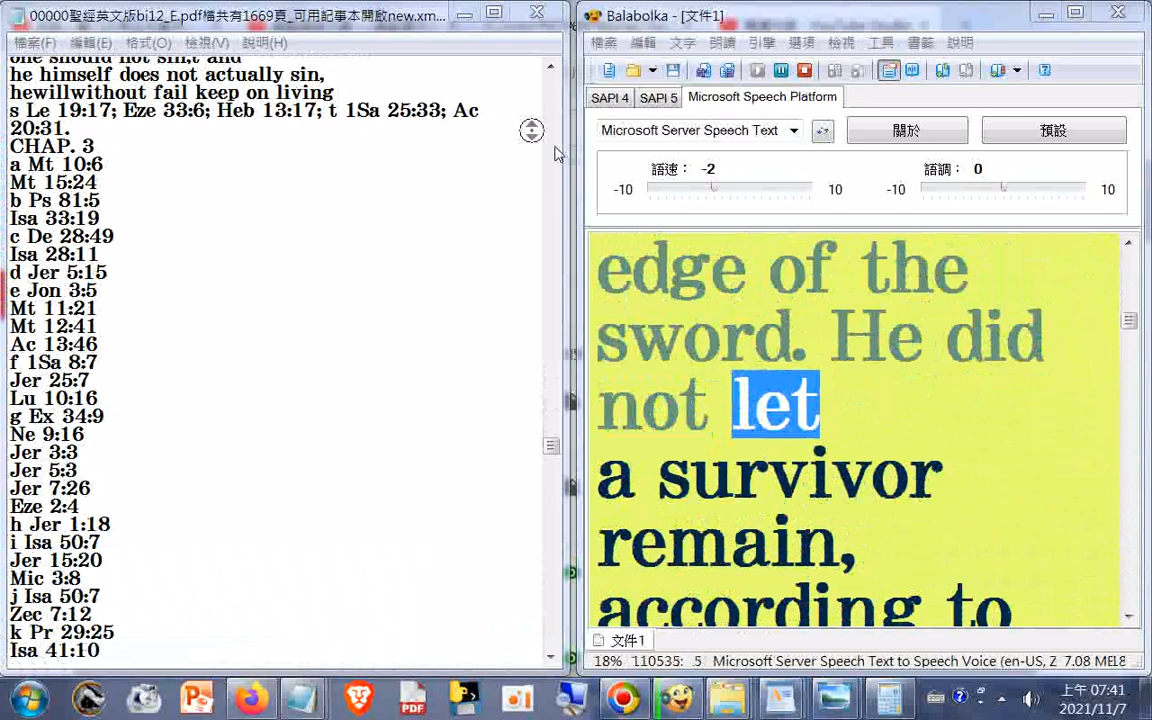 00000聖經英文版bi12_E.pdf檔共有1669頁_可用記事本開啟new.xm...
檔案(F) 編輯(E) 格式(O) 檢視(V) 說明(H)
one should not sin,t and
he himself does not actually sin,
hewillwithout fail keep on living
s Le 19:17; Eze 33:6; Heb 13:17; t 1Sa 25:33; Ac
20:31.
CHAP. 3
a Mt 10:6
Mt 15:24
b Ps 81:5
Isa 33:19
c De 28:49
Isa 28:11
d Jer 5:15
e Jon 3:5
Mt 11:21
Mt 12:41
Ac 13:46
f 1Sa 8:7
Jer 25:7
Lu 10:16
g Ex 34:9
Ne 9:16
Jer 3:3
Jer 5:3
Jer 7:26
Eze 2:4
h Jer 1:18
i Isa 50:7
Jer 15:20
Mic 3:8
j Isa 50:7
Zec 7:12
k Pr 29:25
Isa 41:10
Balabolka - [文件1]
檔案 編輯 文字 朗讀 引擎 選項 檢視 工具 書籤 說明
SAPI 4 SAPI 5 Microsoft Speech Platform
Microsoft Server Speech Text 關於 預設
語速： -2 語調： 0
-10 10 -10 10
edge of the
sword. He did
not let
a survivor
remain,
according to
文件1
18% 110535: .5 Microsoft Server Speech Text to Speech Voice (en-US, Z 7.08 ME
上午 07:41
2021/11/7